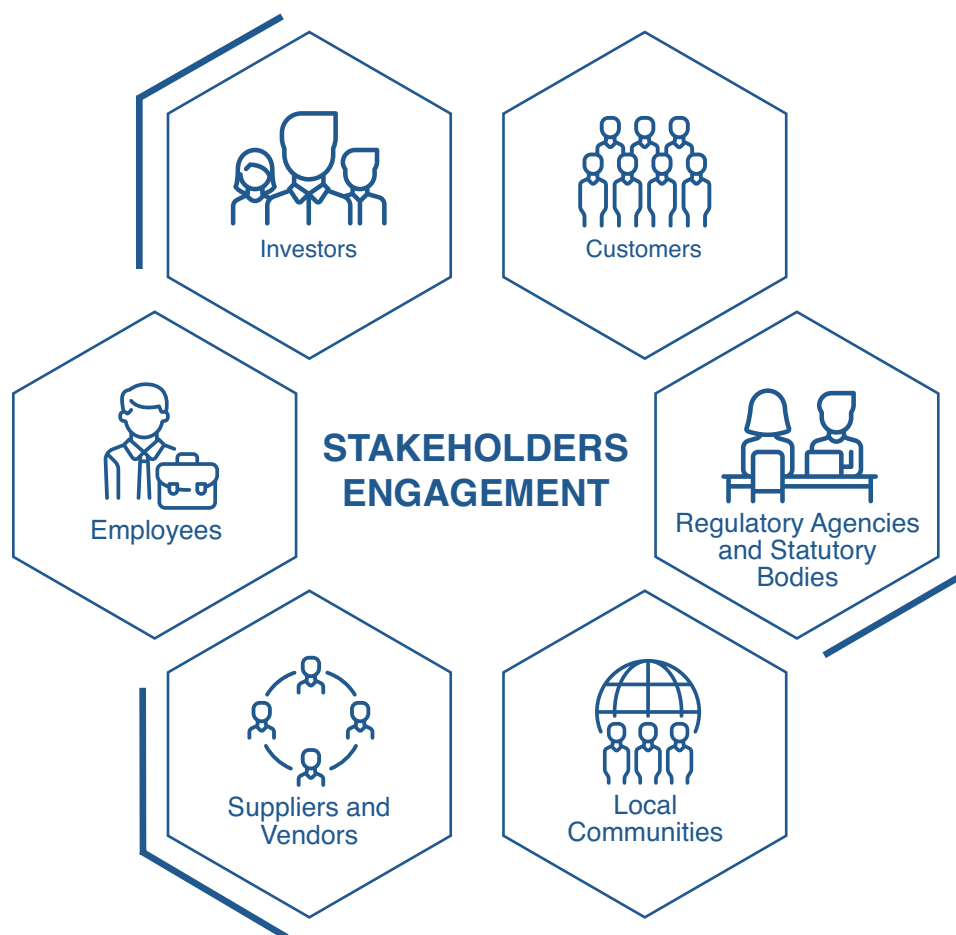 Investors
Customers
STAKEHOLDERS
ENGAGEMENT
Employees
Regulatory Agencies
and Statutory
Bodies
Suppliers and
Vendors
Local
Communities